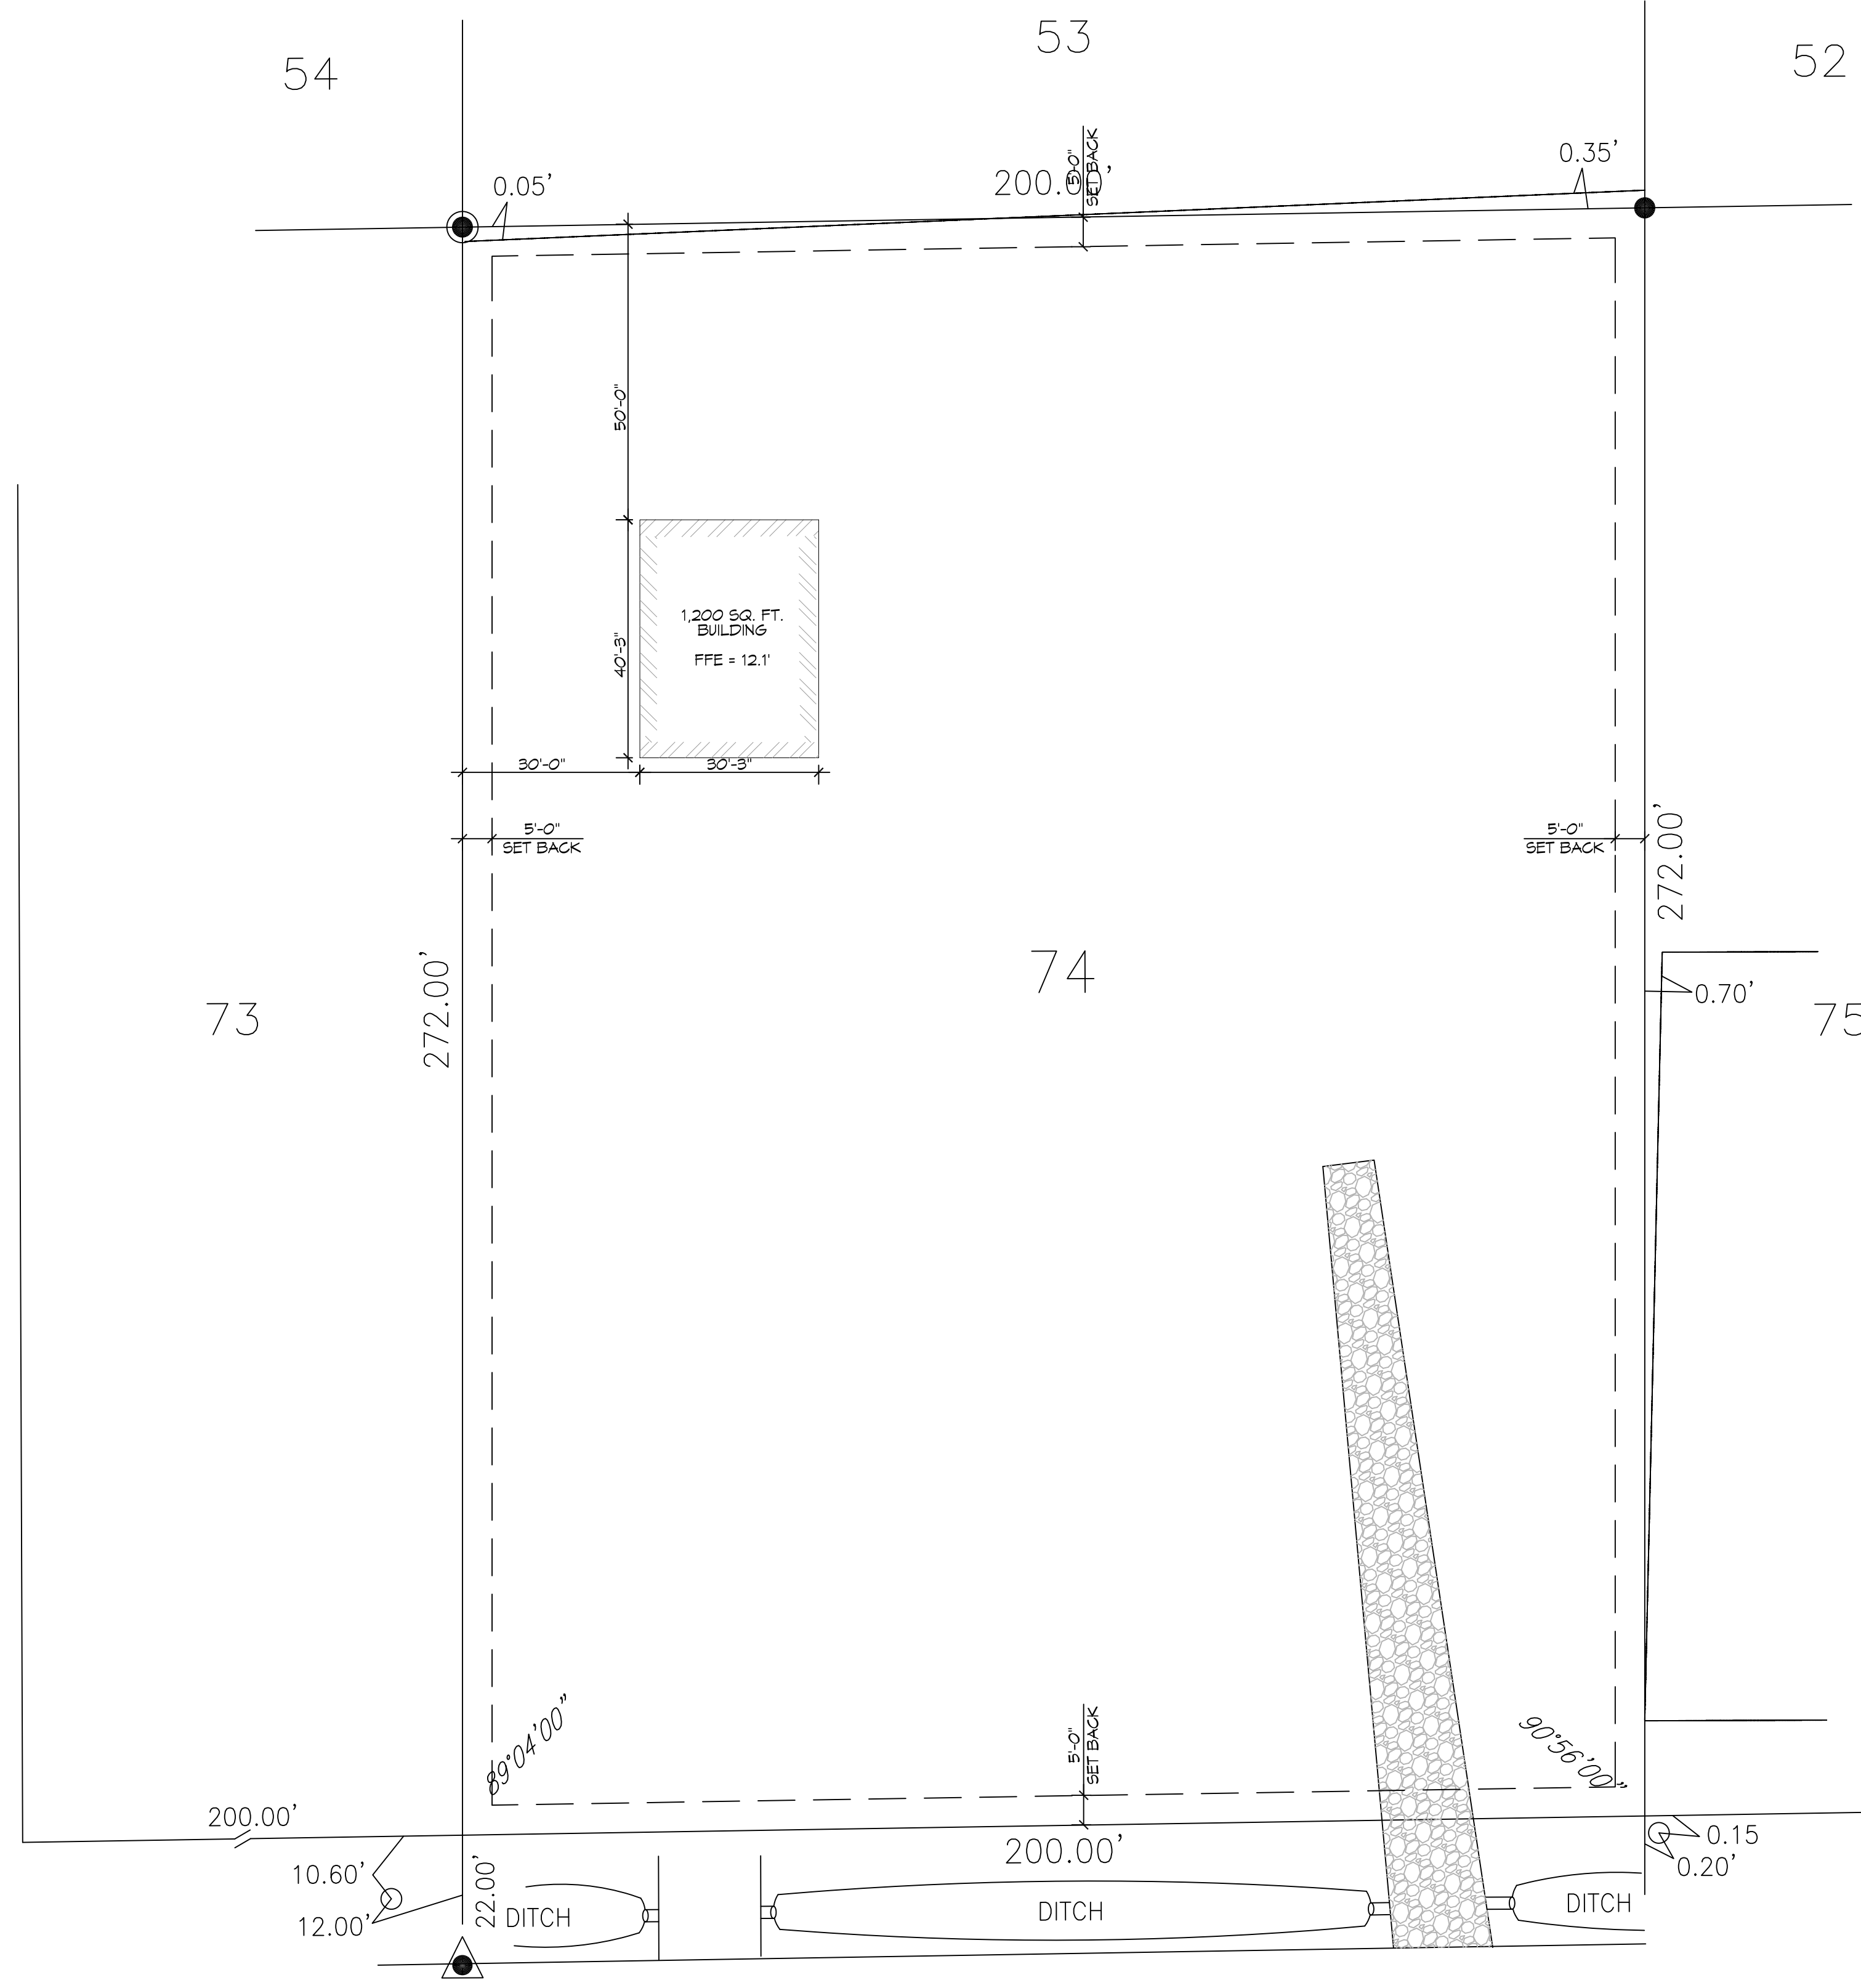 53
52
54
5'-0"
SET BACK
0.35'
0.05'
200.00'
50'-0"
1,200 SQ. FT.
BUILDING
FFE = 12.1'
40'-3"
30'-0"
30'-3"
5'-0"
SET BACK
5'-0"
SET BACK
272.00'
272.00'
74
73
0.70'
75
89°04'00"
5'-0"
SET BACK
90°56'00"
200.00'
200.00'
0.15
0.20'
10.60'
12.00'
22.00'
DITCH
DITCH
DITCH